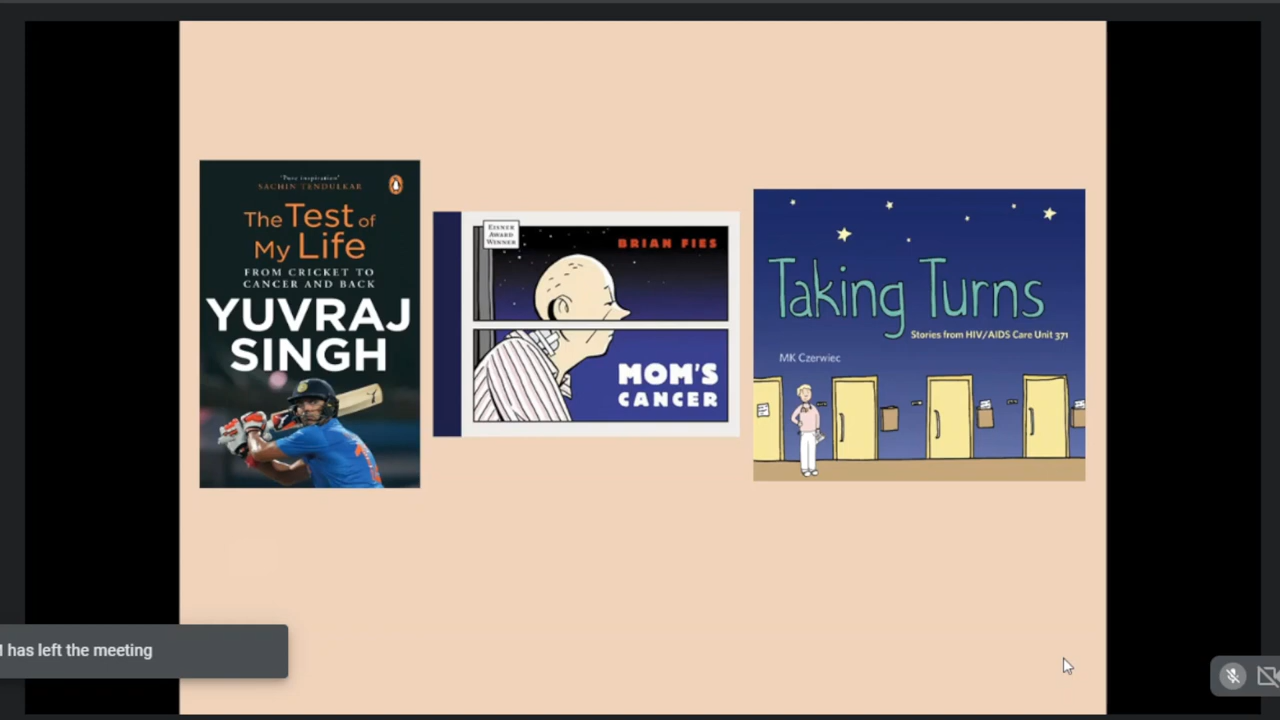 'Pure inspiration'
SACHIN TENDULKAR
The Test of
My Life
FROM CRICKET TO
CANCER AND BACK
YUVRAJ
SINGH
EISNER
AWARD
WINNER
BRIAN FIES
MOM'S
CANCER
Taking Turns
Stories from HIV/AIDS Care Unit 371
MK Czerwiec
has left the meeting